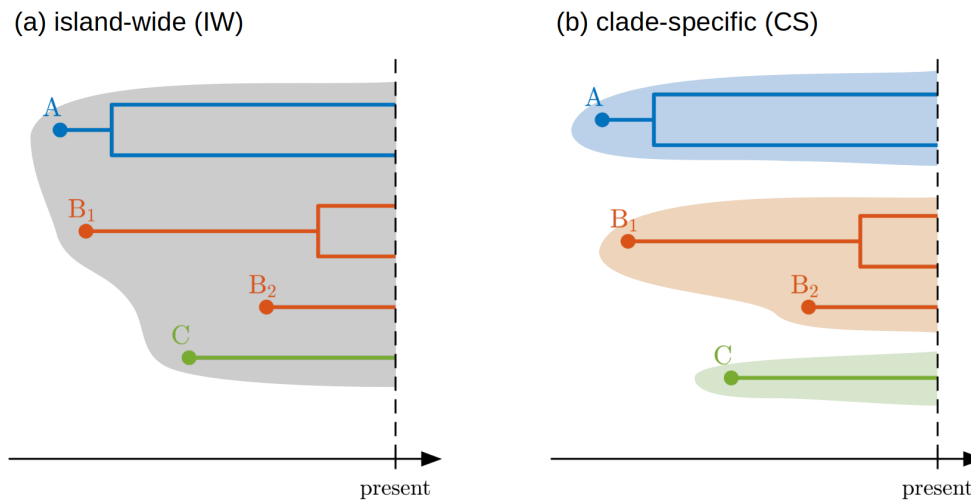 (a) island-wide (IW)
A
B₁
B₂
C
present
(b) clade-specific (CS)
A
B₁
B₂
C
present